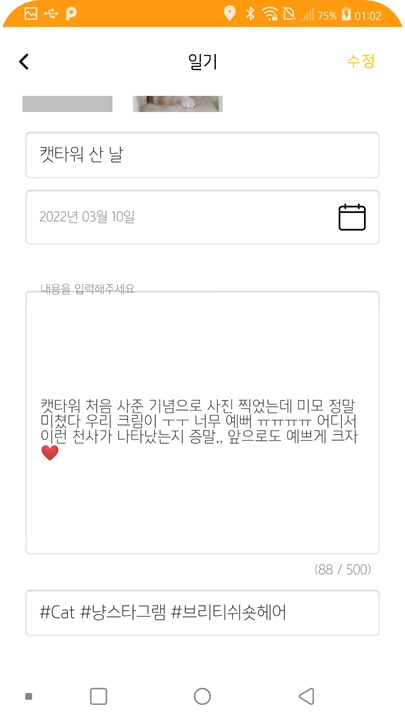 75% 01:02
일기 수정
캣타워 산 날
2022년 03월 10일
내용을 입력해주세요
캣타워 처음 사준 기념으로 사진 찍었는데 미모 정말
미쳤다 우리 크림이 ㅜㅜ 너무 예뻐 ㅠㅠㅠㅠ 어디서
이런 천사가 나타났는지 증말,, 앞으로도 예쁘게 크자
❤️
(88 / 500)
#Cat #냥스타그램 #브리티쉬숏헤어